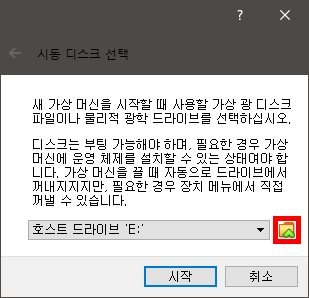 ?
시동 디스크 선택
새 가상 머신을 시작할 때 사용할 가상 광 디스크
파일이나 물리적 광학 드라이브를 선택하십시오.
디스크는 부팅 가능해야 하며, 필요한 경우 가상
머신에 운영 체제를 설치할 수 있는 상태여야 합
니다. 가상 머신을 끌 때 자동으로 드라이브에서
꺼내지지지만, 필요한 경우 장치 메뉴에서 직접
꺼낼 수 있습니다.
호스트 드라이브 'E:'
시작 취소